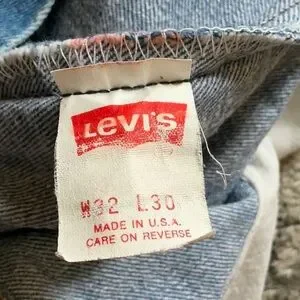 Levi's
W32 L30
MADE IN U.S.A.
CARE ON REVERSE